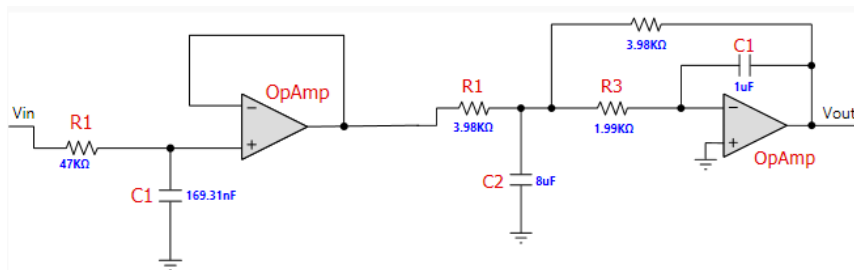 Vin
R1
47KΩ
C1
169.31nF
−
+
OpAmp
R1
3.98KΩ
C2
8uF
3.98KΩ
R3
1.99KΩ
C1
1uF
−
+
OpAmp
Vout